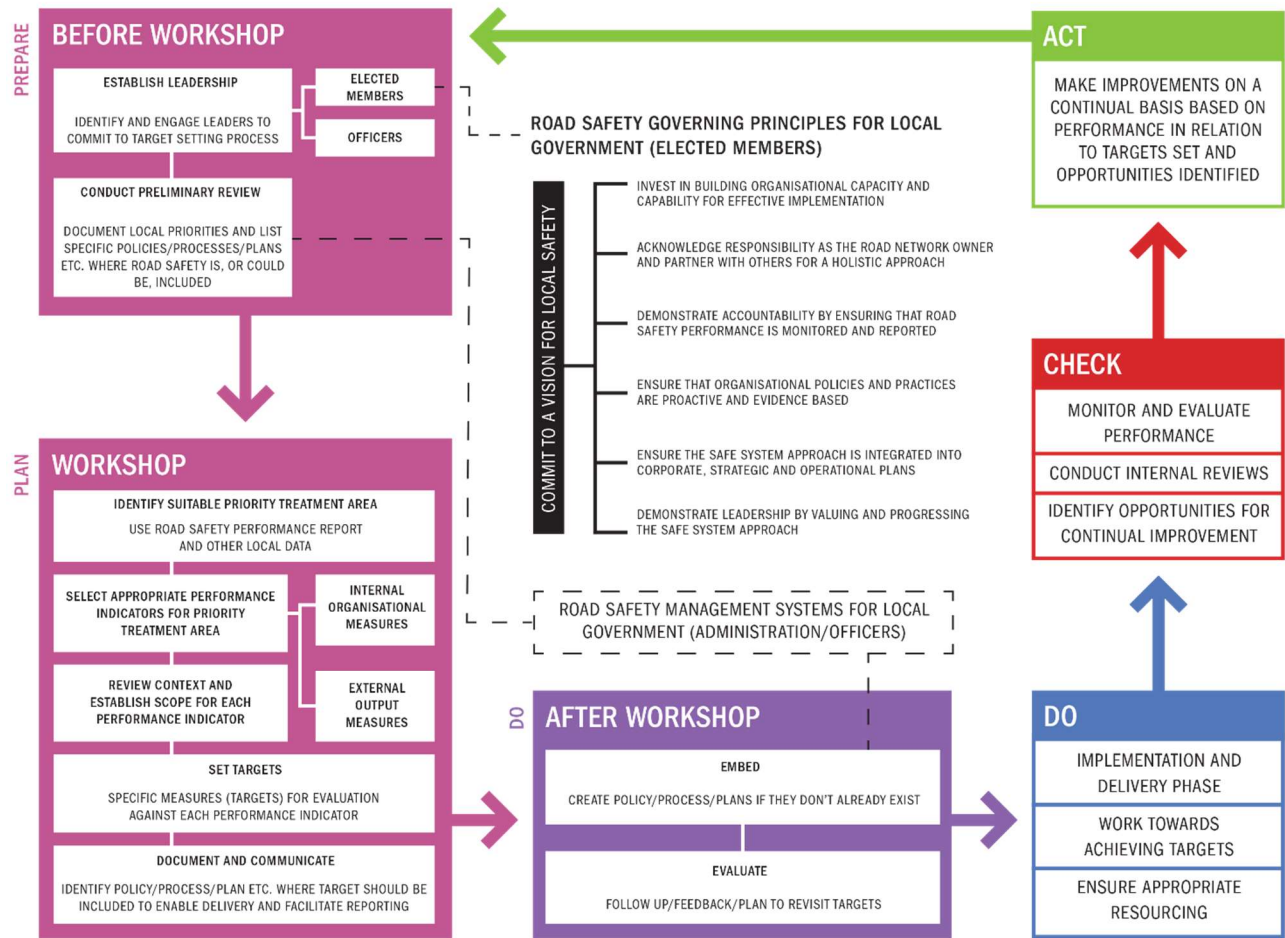 PREPARE
BEFORE WORKSHOP
ESTABLISH LEADERSHIP
IDENTIFY AND ENGAGE LEADERS TO
COMMIT TO TARGET SETTING PROCESS
ELECTED
MEMBERS
OFFICERS
CONDUCT PRELIMINARY REVIEW
DOCUMENT LOCAL PRIORITIES AND LIST
SPECIFIC POLICIES/PROCESSES/PLANS
ETC. WHERE ROAD SAFETY IS, OR COULD
BE, INCLUDED
PLAN
WORKSHOP
IDENTIFY SUITABLE PRIORITY TREATMENT AREA
USE ROAD SAFETY PERFORMANCE REPORT
AND OTHER LOCAL DATA
SELECT APPROPRIATE PERFORMANCE
INDICATORS FOR PRIORITY
TREATMENT AREA
INTERNAL
ORGANISATIONAL
MEASURES
REVIEW CONTEXT AND
ESTABLISH SCOPE FOR EACH
PERFORMANCE INDICATOR
EXTERNAL
OUTPUT
MEASURES
SET TARGETS
SPECIFIC MEASURES (TARGETS) FOR EVALUATION
AGAINST EACH PERFORMANCE INDICATOR
DOCUMENT AND COMMUNICATE
IDENTIFY POLICY/PROCESS/PLAN ETC. WHERE TARGET SHOULD BE
INCLUDED TO ENABLE DELIVERY AND FACILITATE REPORTING
ROAD SAFETY GOVERNING PRINCIPLES FOR LOCAL
GOVERNMENT (ELECTED MEMBERS)
COMMIT TO A VISION FOR LOCAL SAFETY
INVEST IN BUILDING ORGANISATIONAL CAPACITY AND
CAPABILITY FOR EFFECTIVE IMPLEMENTATION
ACKNOWLEDGE RESPONSIBILITY AS THE ROAD NETWORK OWNER
AND PARTNER WITH OTHERS FOR A HOLISTIC APPROACH
DEMONSTRATE ACCOUNTABILITY BY ENSURING THAT ROAD
SAFETY PERFORMANCE IS MONITORED AND REPORTED
ENSURE THAT ORGANISATIONAL POLICIES AND PRACTICES
ARE PROACTIVE AND EVIDENCE BASED
ENSURE THE SAFE SYSTEM APPROACH IS INTEGRATED INTO
CORPORATE, STRATEGIC AND OPERATIONAL PLANS
DEMONSTRATE LEADERSHIP BY VALUING AND PROGRESSING
THE SAFE SYSTEM APPROACH
ROAD SAFETY MANAGEMENT SYSTEMS FOR LOCAL
GOVERNMENT (ADMINISTRATION/OFFICERS)
DO
AFTER WORKSHOP
EMBED
CREATE POLICY/PROCESS/PLANS IF THEY DON'T ALREADY EXIST
EVALUATE
FOLLOW UP/FEEDBACK/PLAN TO REVISIT TARGETS
DO
IMPLEMENTATION AND
DELIVERY PHASE
WORK TOWARDS
ACHIEVING TARGETS
ENSURE APPROPRIATE
RESOURCING
CHECK
MONITOR AND EVALUATE
PERFORMANCE
CONDUCT INTERNAL REVIEWS
IDENTIFY OPPORTUNITIES FOR
CONTINUAL IMPROVEMENT
ACT
MAKE IMPROVEMENTS ON A
CONTINUAL BASIS BASED ON
PERFORMANCE IN RELATION
TO TARGETS SET AND
OPPORTUNITIES IDENTIFIED